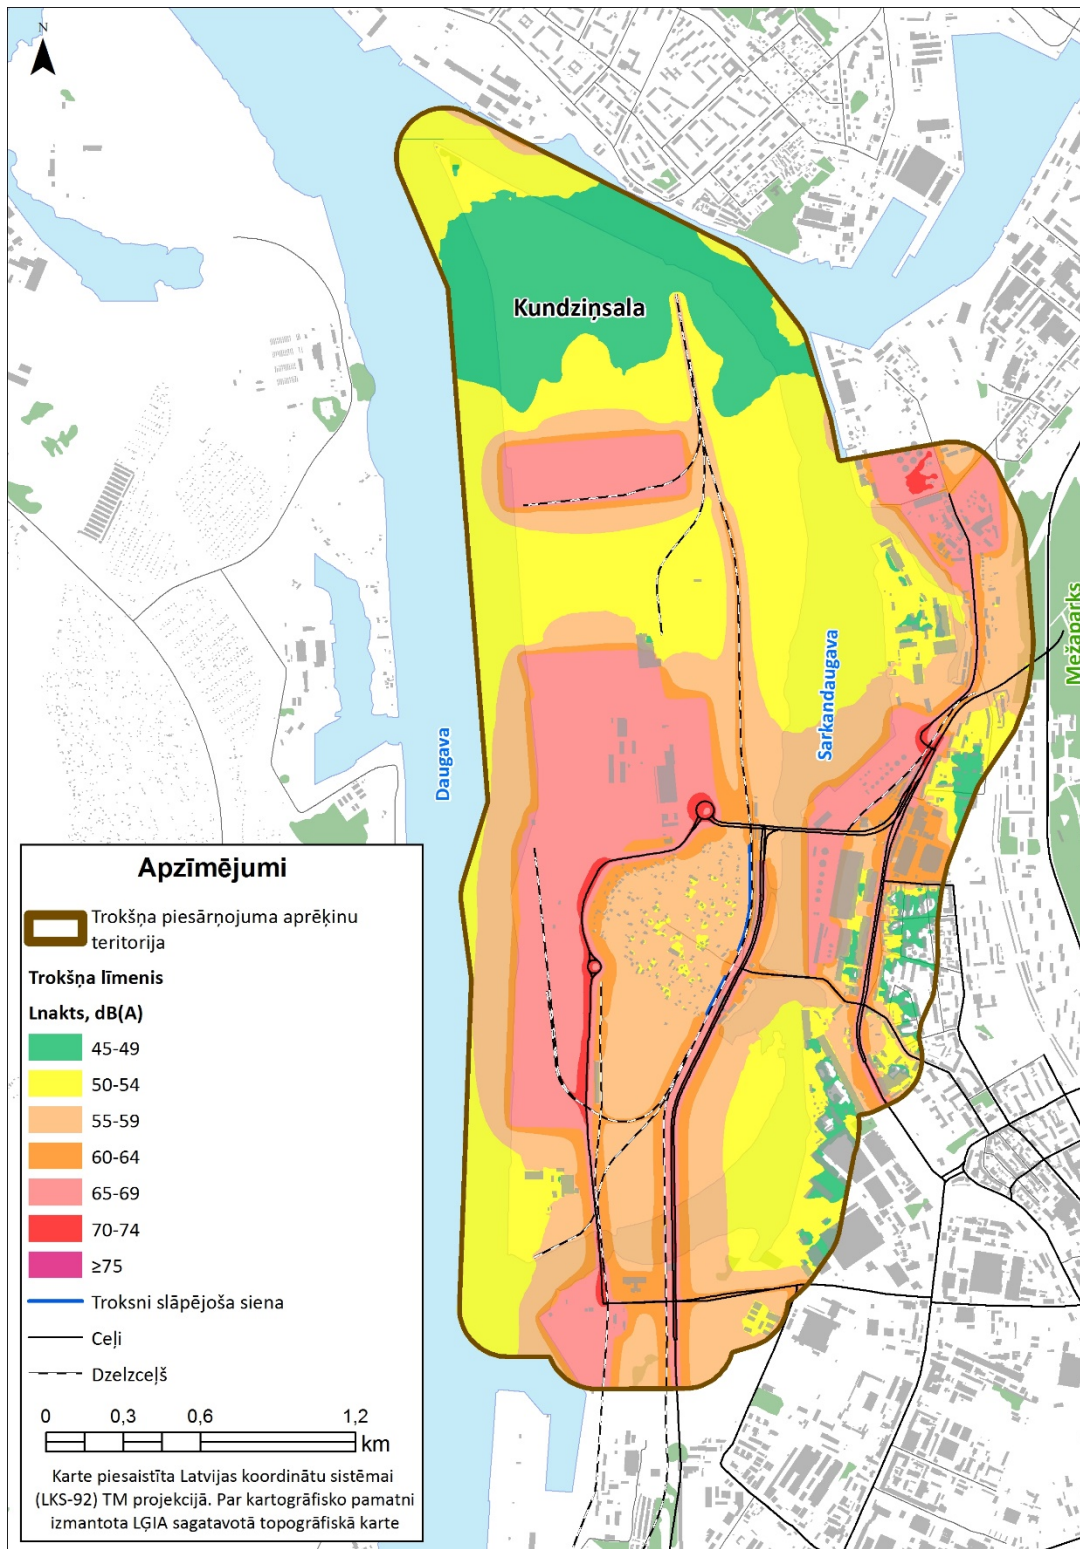 N
Kundziņsala
Mežaparks
Sarkandaugava
Daugava
Apzīmējumi
Trokšņa piesārņojuma aprēķinu
teritorija
Trokšņa līmenis
Lnakts, dB(A)
45-49
50-54
55-59
60-64
65-69
70-74
≥75
Troksni slāpējoša siena
Ceļi
Dzelzceļš
0 0,3 0,6 1,2
km
Karte piesaistīta Latvijas koordinātu sistēmai
(LKS-92) TM projekcijā. Par kartogrāfisko pamatni
izmantota LĢIA sagatavotā topogrāfiskā karte